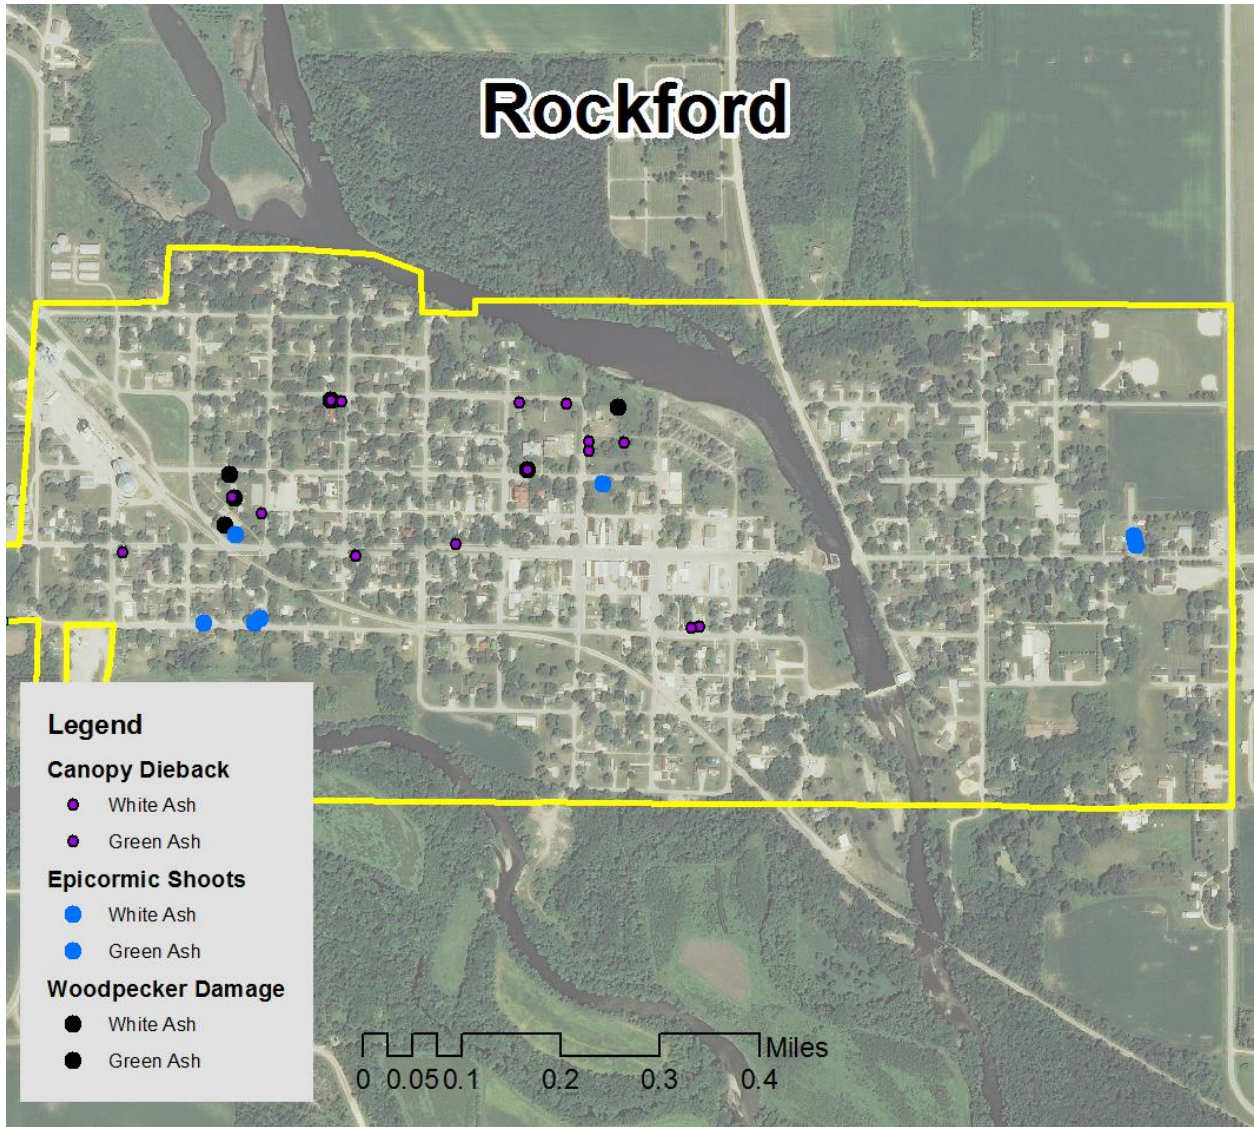 Rockford
Legend
Canopy Dieback
White Ash
Green Ash
Epicormic Shoots
White Ash
Green Ash
Woodpecker Damage
White Ash
Green Ash
Miles
0 0.05 0.1 0.2 0.3 0.4